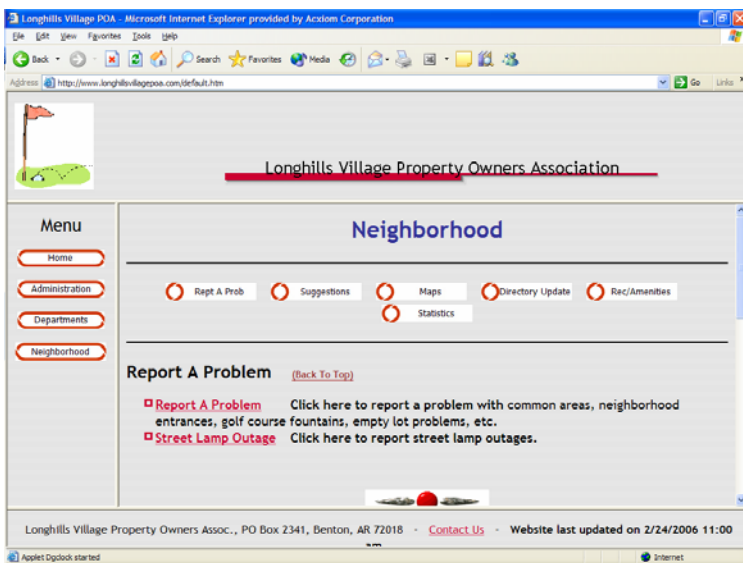 Longhills Village POA - Microsoft Internet Explorer provided by Acxiom Corporation
File Edit View Favorites Tools Help
Back Search Favorites Media
Address http://www.longhillsvillagepoa.com/default.htm Go Links
Longhills Village Property Owners Association
Menu
Home
Administration
Departments
Neighborhood
Neighborhood
Rept A Prob Suggestions Maps Directory Update Rec/Amenities
Statistics
Report A Problem (Back To Top)
Report A Problem Click here to report a problem with common areas, neighborhood
entrances, golf course fountains, empty lot problems, etc.
Street Lamp Outage Click here to report street lamp outages.
Longhills Village Property Owners Assoc., PO Box 2341, Benton, AR 72018 - Contact Us - Website last updated on 2/24/2006 11:00
Applet Dgclock started Internet